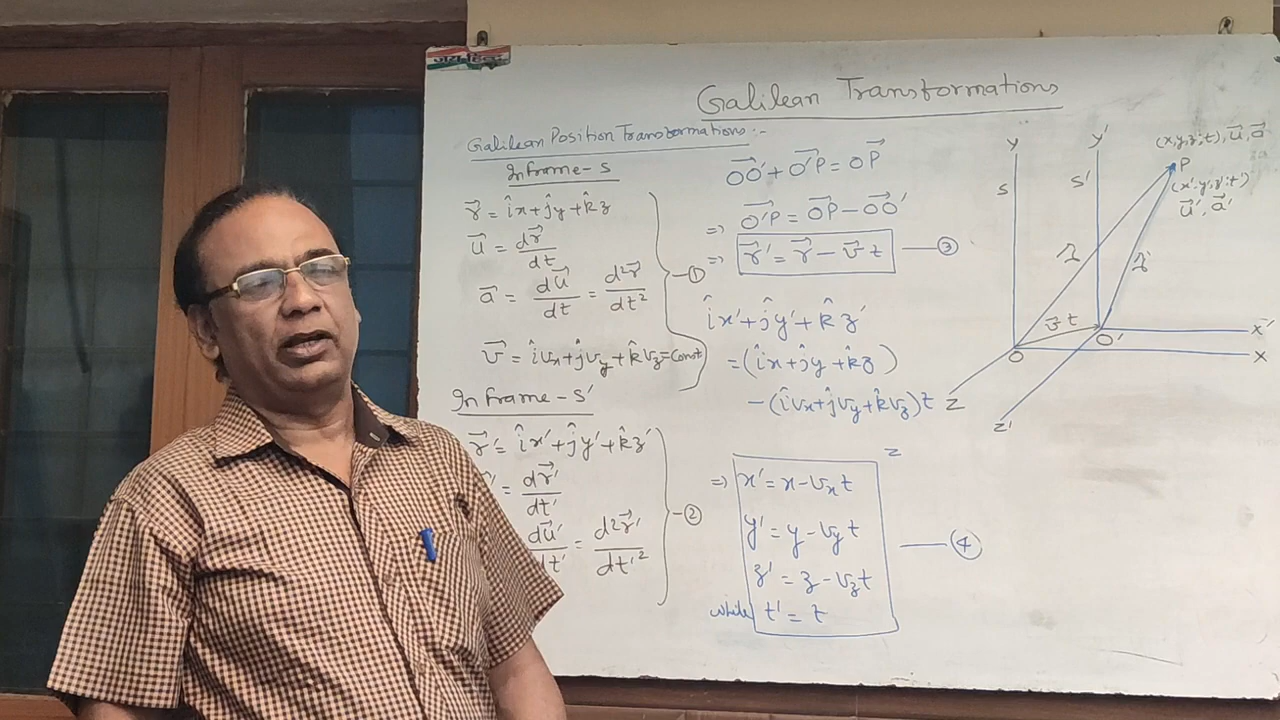 जय हिन्द
Galilean Transformations
Galilean Position Transformations :-
In frame - S
r⃗ = îx + ĵy + k̂z
u⃗ = dr⃗/dt
a⃗ = du⃗/dt = d²r⃗/dt²
v⃗ = îvx + ĵvy + k̂vz = Const
— ①
In frame - S'
r⃗' = îx' + ĵy' + k̂z'
' = dr⃗'/dt'
du⃗'/dt' = d²r⃗'/dt'²
— ②
OO⃗' + O'P⃗ = OP⃗
=> O'P⃗ = OP⃗ − OO⃗'
=> r⃗' = r⃗ − v⃗ t — ③
îx' + ĵy' + k̂z'
= (îx + ĵy + k̂z)
− (îvx + ĵvy + k̂vz) t
z
=> x' = x − vx t
y' = y − vy t
z' = z − vz t
while t' = t
— ④
(x,y,z,t), u⃗, a⃗
P
(x',y',z',t')
u⃗', a⃗'
y
y'
S
S'
r⃗
r⃗'
v⃗ t
O
O'
x'
x
z
z'